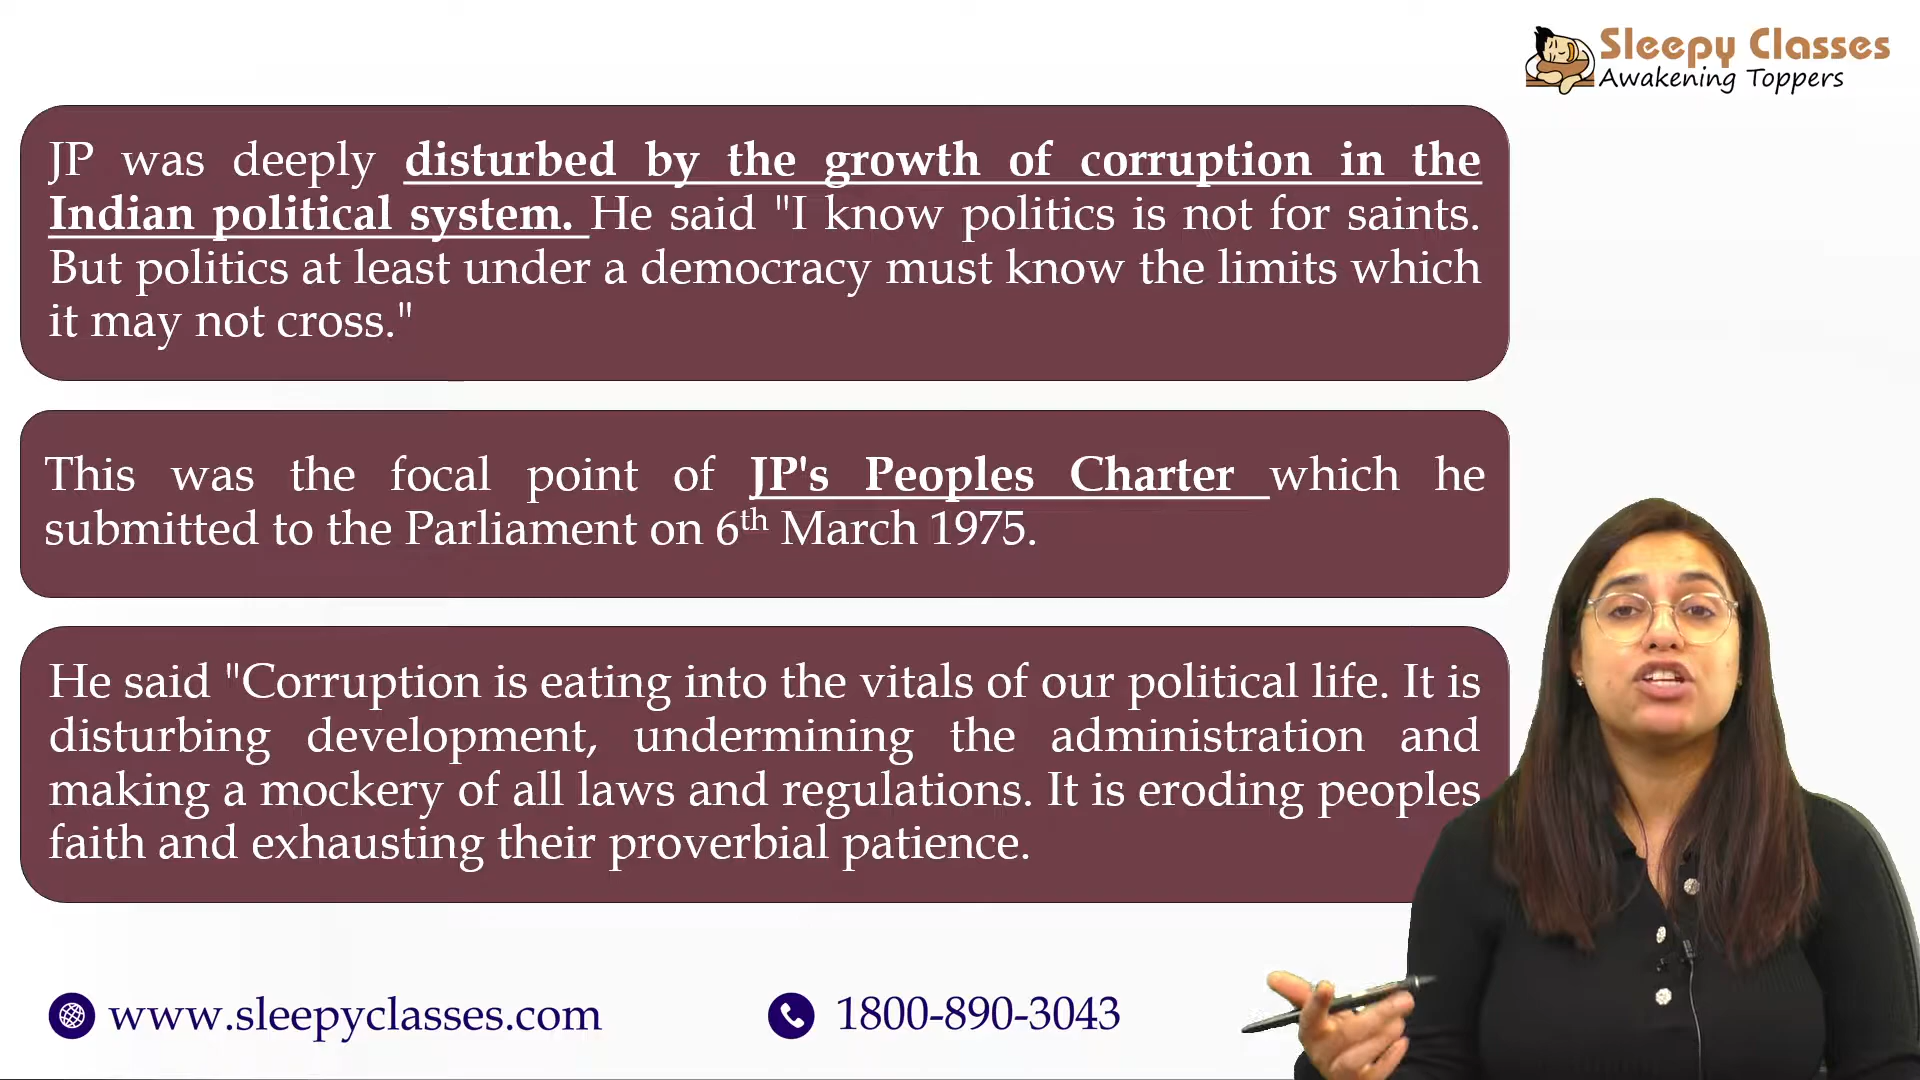 Sleepy Classes
Awakening Toppers
JP was deeply disturbed by the growth of corruption in the
Indian political system. He said "I know politics is not for saints.
But politics at least under a democracy must know the limits which
it may not cross."
This was the focal point of JP's Peoples Charter which he
submitted to the Parliament on 6th March 1975.
He said "Corruption is eating into the vitals of our political life. It is
disturbing development, undermining the administration and
making a mockery of all laws and regulations. It is eroding peoples
faith and exhausting their proverbial patience.
www.sleepyclasses.com
1800-890-3043